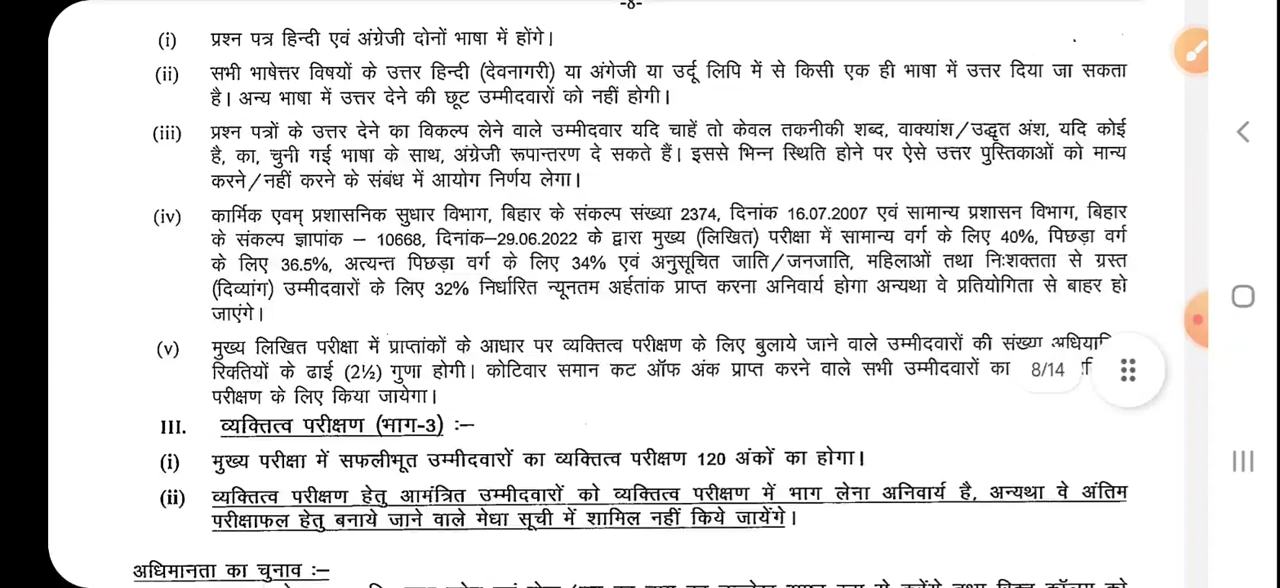 -8-
(i) प्रश्न पत्र हिन्दी एवं अंग्रेजी दोनों भाषा में होंगे।
(ii) सभी भाषेत्तर विषयों के उत्तर हिन्दी (देवनागरी) या अंगेजी या उर्दू लिपि में से किसी एक ही भाषा में उत्तर दिया जा सकता
है। अन्य भाषा में उत्तर देने की छूट उम्मीदवारों को नहीं होगी।
(iii) प्रश्न पत्रों के उत्तर देने का विकल्प लेने वाले उम्मीदवार यदि चाहें तो केवल तकनीकी शब्द, वाक्यांश/उद्धृत अंश, यदि कोई
है, का, चुनी गई भाषा के साथ, अंग्रेजी रूपान्तरण दे सकते हैं। इससे भिन्न स्थिति होने पर ऐसे उत्तर पुस्तिकाओं को मान्य
करने/नहीं करने के संबंध में आयोग निर्णय लेगा।
(iv) कार्मिक एवम् प्रशासनिक सुधार विभाग, बिहार के संकल्प संख्या 2374, दिनांक 16.07.2007 एवं सामान्य प्रशासन विभाग, बिहार
के संकल्प ज्ञापांक – 10668, दिनांक–29.06.2022 के द्वारा मुख्य (लिखित) परीक्षा में सामान्य वर्ग के लिए 40%, पिछड़ा वर्ग
के लिए 36.5%, अत्यन्त पिछड़ा वर्ग के लिए 34% एवं अनुसूचित जाति/जनजाति, महिलाओं तथा निःशक्तता से ग्रस्त
(दिव्यांग) उम्मीदवारों के लिए 32% निर्धारित न्यूनतम अर्हतांक प्राप्त करना अनिवार्य होगा अन्यथा वे प्रतियोगिता से बाहर हो
जाएंगे।
(v) मुख्य लिखित परीक्षा में प्राप्तांकों के आधार पर व्यक्तित्व परीक्षण के लिए बुलाये जाने वाले उम्मीदवारों की संख्या
रिक्तियों के ढाई (2½) गुणा होगी। कोटिवार समान कट ऑफ अंक प्राप्त करने वाले सभी उम्मीदवारों का 8/14
परीक्षण के लिए किया जायेगा।
III. व्यक्तित्व परीक्षण (भाग-3) :–
(i) मुख्य परीक्षा में सफलीमूत उम्मीदवारों का व्यक्तित्व परीक्षण 120 अंकों का होगा।
(ii) व्यक्तित्व परीक्षण हेतु आमंत्रित उम्मीदवारों को व्यक्तित्व परीक्षण में भाग लेना अनिवार्य है, अन्यथा वे अंतिम
परीक्षाफल हेतु बनाये जाने वाले मेधा सूची में शामिल नहीं किये जायेंगे।
अधिमानता का चुनाव :–